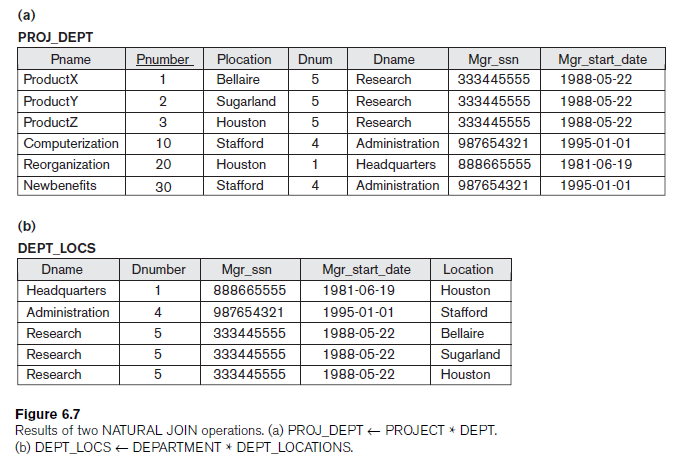 (a)
PROJ_DEPT
Pname Pnumber Plocation Dnum Dname Mgr_ssn Mgr_start_date
ProductX 1 Bellaire 5 Research 333445555 1988-05-22
ProductY 2 Sugarland 5 Research 333445555 1988-05-22
ProductZ 3 Houston 5 Research 333445555 1988-05-22
Computerization 10 Stafford 4 Administration 987654321 1995-01-01
Reorganization 20 Houston 1 Headquarters 888665555 1981-06-19
Newbenefits 30 Stafford 4 Administration 987654321 1995-01-01
(b)
DEPT_LOCS
Dname Dnumber Mgr_ssn Mgr_start_date Location
Headquarters 1 888665555 1981-06-19 Houston
Administration 4 987654321 1995-01-01 Stafford
Research 5 333445555 1988-05-22 Bellaire
Research 5 333445555 1988-05-22 Sugarland
Research 5 333445555 1988-05-22 Houston
Figure 6.7
Results of two NATURAL JOIN operations. (a) PROJ_DEPT ← PROJECT * DEPT.
(b) DEPT_LOCS ← DEPARTMENT * DEPT_LOCATIONS.